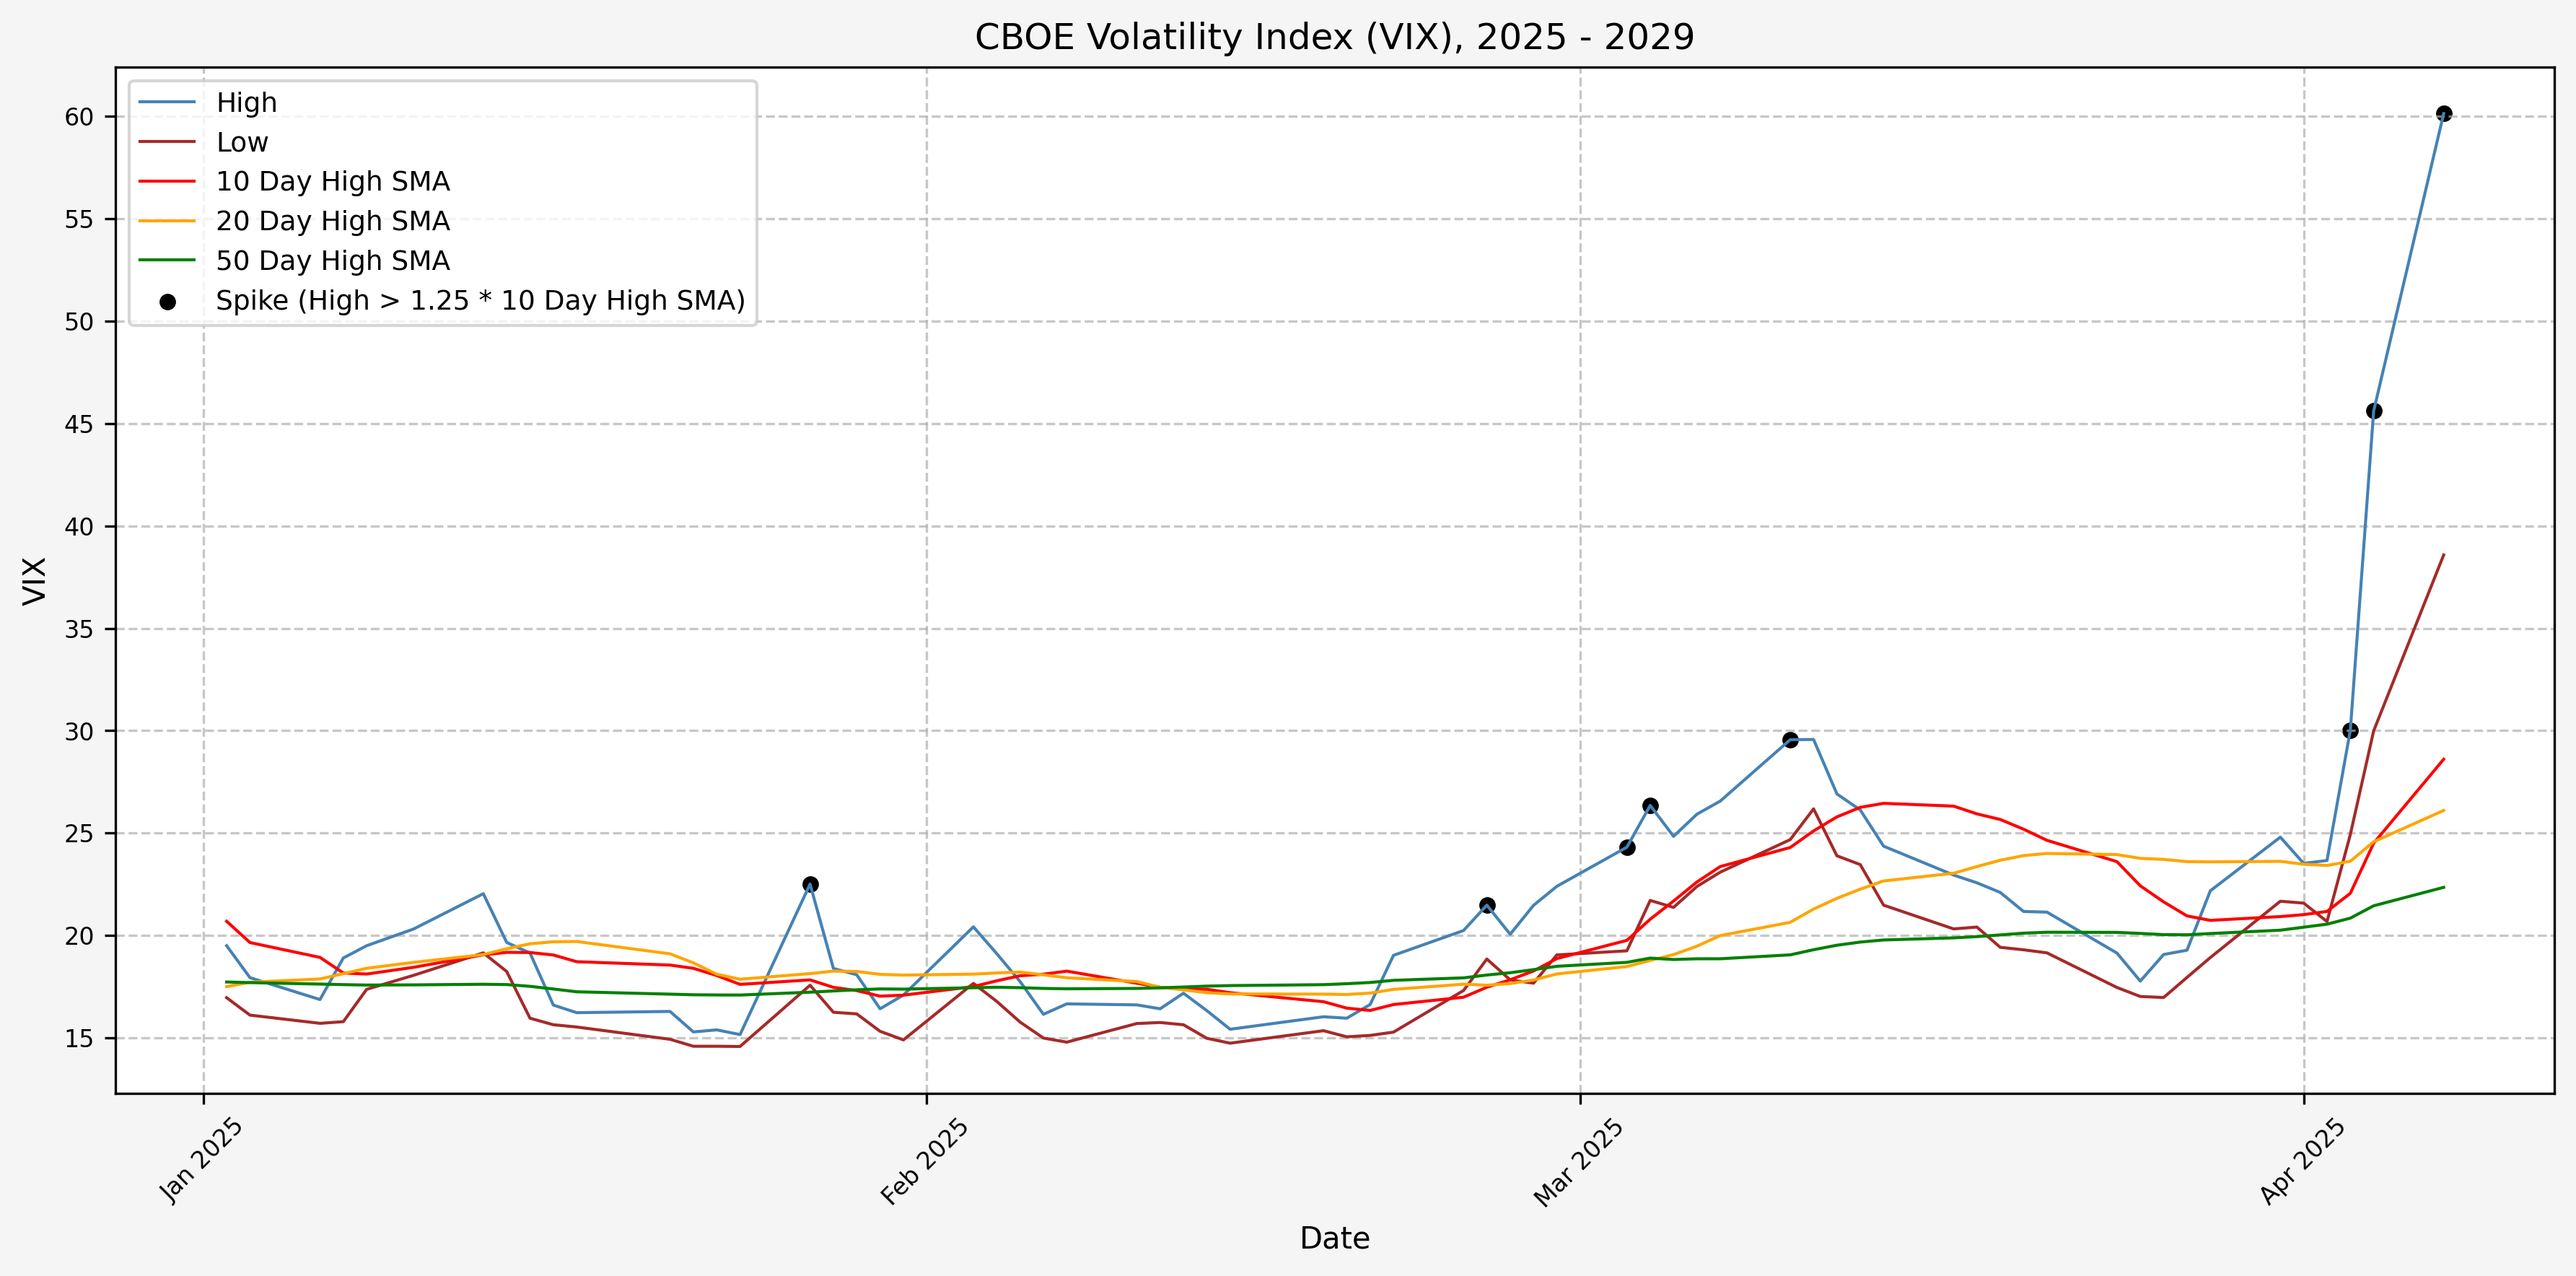 CBOE Volatility Index (VIX), 2025 - 2029
High
Low
10 Day High SMA
20 Day High SMA
50 Day High SMA
Spike (High > 1.25 * 10 Day High SMA)
60
55
50
45
40
35
30
25
20
15
VIX
Jan 2025
Feb 2025
Mar 2025
Apr 2025
Date